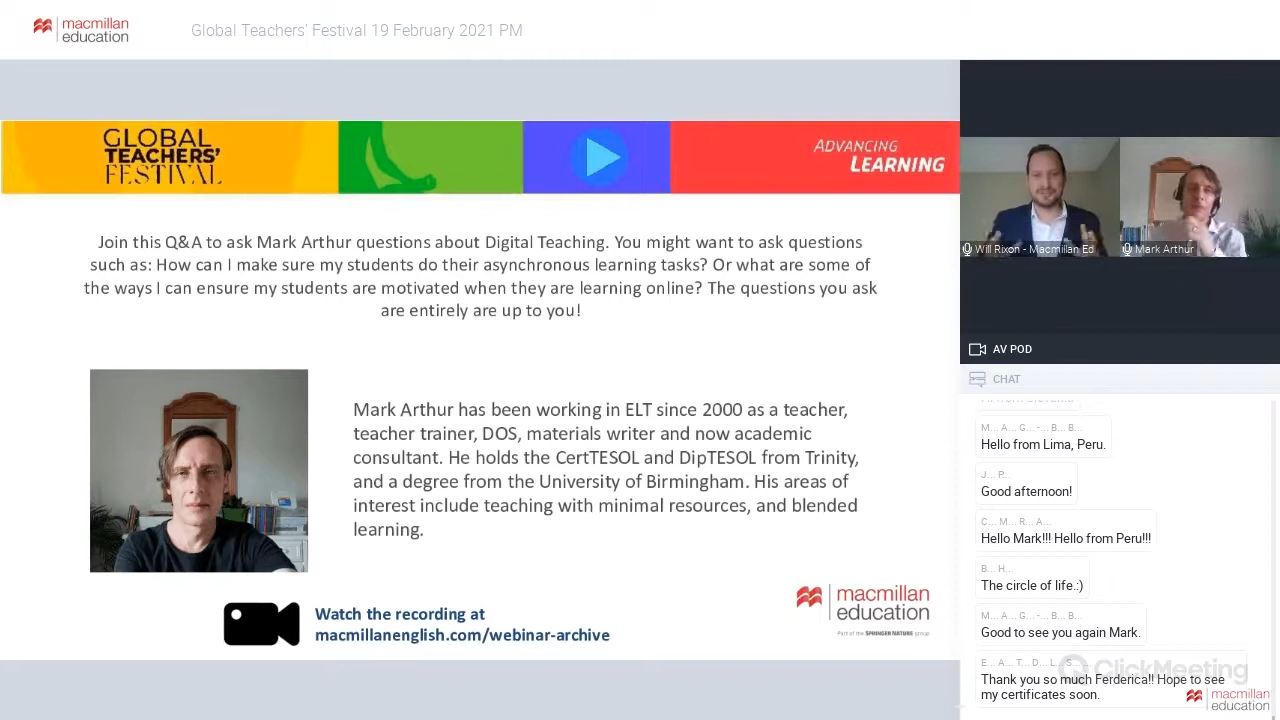 macmillan
education
Global Teachers' Festival 19 February 2021 PM
GLOBAL
TEACHERS'
FESTIVAL
ADVANCING
LEARNING
Join this Q&A to ask Mark Arthur questions about Digital Teaching. You might want to ask questions
such as: How can I make sure my students do their asynchronous learning tasks? Or what are some of
the ways I can ensure my students are motivated when they are learning online? The questions you ask
are entirely are up to you!
Mark Arthur has been working in ELT since 2000 as a teacher,
teacher trainer, DOS, materials writer and now academic
consultant. He holds the CertTESOL and DipTESOL from Trinity,
and a degree from the University of Birmingham. His areas of
interest include teaching with minimal resources, and blended
learning.
Watch the recording at
macmillanenglish.com/webinar-archive
macmillan
education
Part of the SPRINGER NATURE group
Will Rixon - Macmillan Ed
Mark Arthur
AV POD
CHAT
M... A... G... -... B... B...
Hello from Lima, Peru.
J... P...
Good afternoon!
C... M... R... A...
Hello Mark!!! Hello from Peru!!!
B... H...
The circle of life.:)
M... A... G... -... B... B...
Good to see you again Mark.
E... A... T... D... L... S...
Thank you so much Ferderica!! Hope to see
my certificates soon.
ClickMeeting
macmillan
education